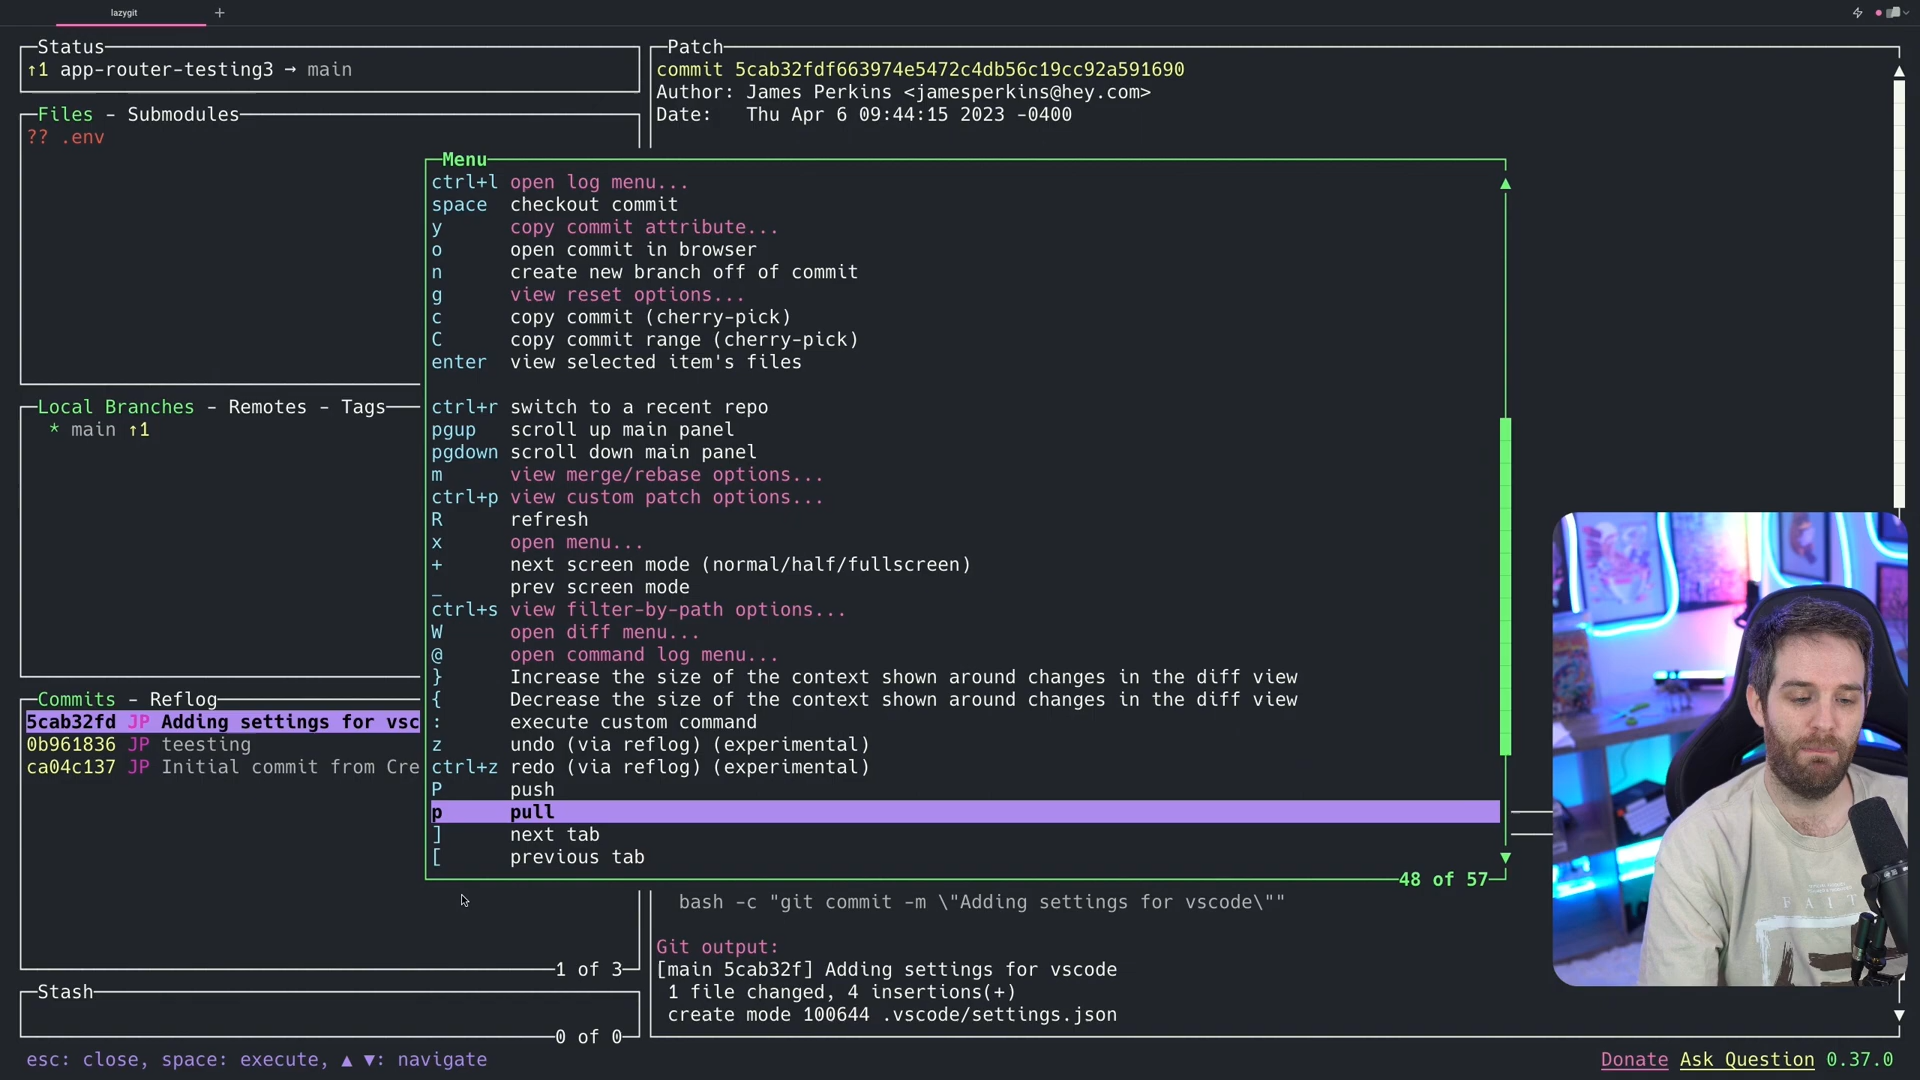 lazygit
Status
↑1 app-router-testing3 → main
Files - Submodules
?? .env
Local Branches - Remotes - Tags
* main ↑1
Commits - Reflog
5cab32fd JP Adding settings for vsc
0b961836 JP teesting
ca04c137 JP Initial commit from Cre
1 of 3
Stash
0 of 0
Patch
commit 5cab32fdf663974e5472c4db56c19cc92a591690
Author: James Perkins <jamesperkins@hey.com>
Date: Thu Apr 6 09:44:15 2023 -0400
Menu
ctrl+l open log menu...
space checkout commit
y copy commit attribute...
o open commit in browser
n create new branch off of commit
g view reset options...
c copy commit (cherry-pick)
C copy commit range (cherry-pick)
enter view selected item's files
ctrl+r switch to a recent repo
pgup scroll up main panel
pgdown scroll down main panel
m view merge/rebase options...
ctrl+p view custom patch options...
R refresh
x open menu...
+ next screen mode (normal/half/fullscreen)
_ prev screen mode
ctrl+s view filter-by-path options...
W open diff menu...
@ open command log menu...
} Increase the size of the context shown around changes in the diff view
{ Decrease the size of the context shown around changes in the diff view
: execute custom command
z undo (via reflog) (experimental)
ctrl+z redo (via reflog) (experimental)
P push
p pull
] next tab
[ previous tab
48 of 57
bash -c "git commit -m \"Adding settings for vscode\""
Git output:
[main 5cab32f] Adding settings for vscode
1 file changed, 4 insertions(+)
create mode 100644 .vscode/settings.json
esc: close, space: execute, ▲ ▼: navigate
Donate Ask Question 0.37.0